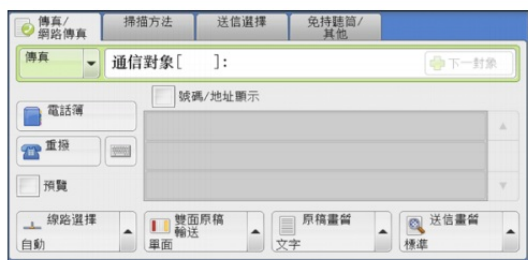 傳真/
網路傳真
掃描方法
送信選擇
免持聽筒/
其他
傳真
通信對象[ ]:
下一封象
電話簿
號碼/地址顯示
重撥
預覽
線路選擇
自動
雙面原稿
輸送
單面
原稿畫質
文字
送信畫質
標準